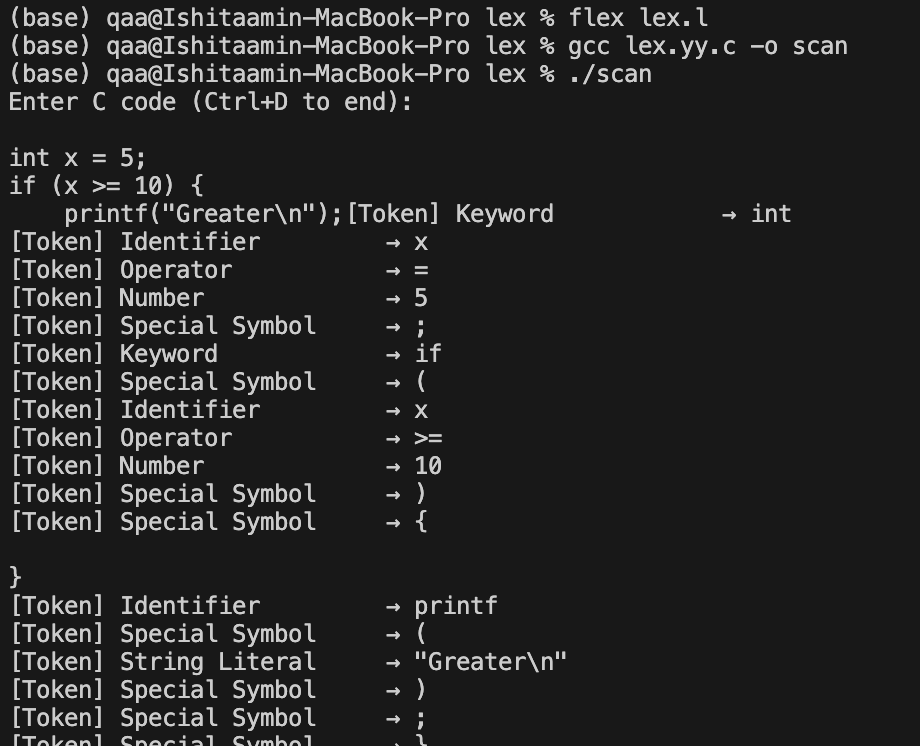 (base) qaa@Ishitaamin-MacBook-Pro lex % flex lex.l
(base) qaa@Ishitaamin-MacBook-Pro lex % gcc lex.yy.c -o scan
(base) qaa@Ishitaamin-MacBook-Pro lex % ./scan
Enter C code (Ctrl+D to end):

int x = 5;
if (x >= 10) {
    printf("Greater\n");[Token] Keyword            → int
[Token] Identifier         → x
[Token] Operator           → =
[Token] Number             → 5
[Token] Special Symbol     → ;
[Token] Keyword            → if
[Token] Special Symbol     → (
[Token] Identifier         → x
[Token] Operator           → >=
[Token] Number             → 10
[Token] Special Symbol     → )
[Token] Special Symbol     → {

}
[Token] Identifier         → printf
[Token] Special Symbol     → (
[Token] String Literal     → "Greater\n"
[Token] Special Symbol     → )
[Token] Special Symbol     → ;
[Token] Special Symbol     → }